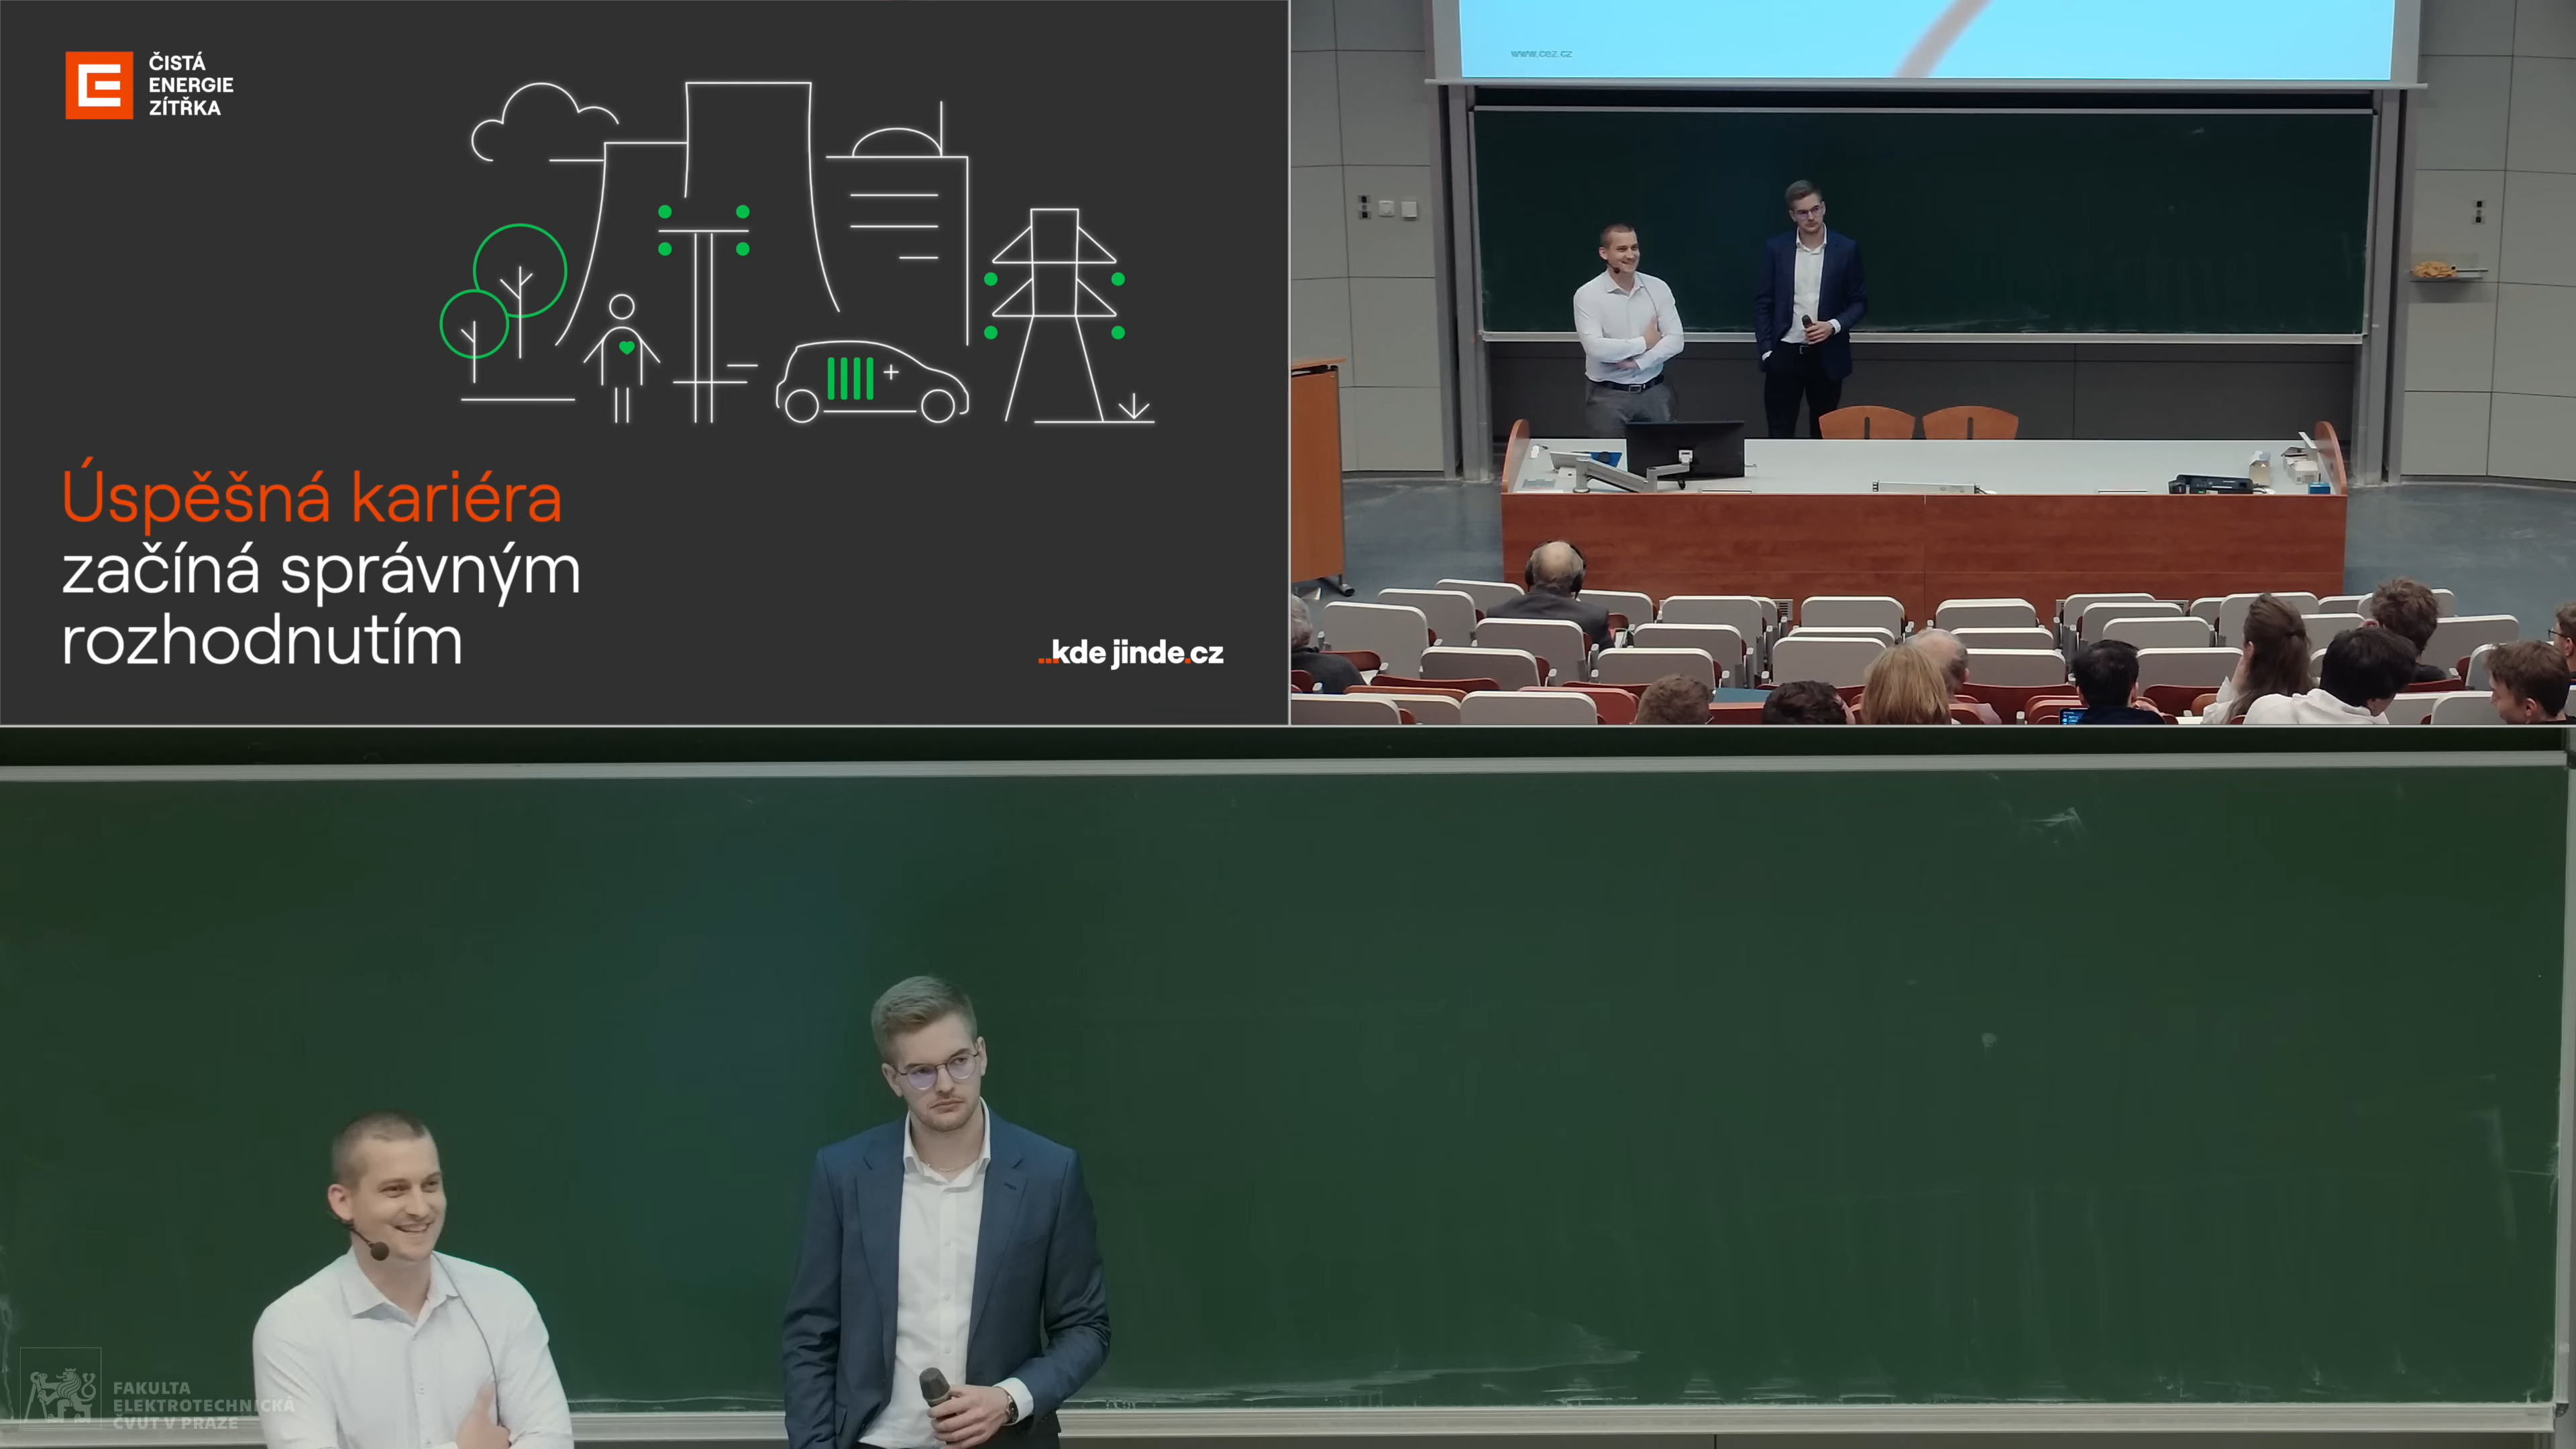 ČISTÁ
ENERGIE
ZÍTŘKA
Úspěšná kariéra
začíná správným
rozhodnutím
..kde jinde.cz
www.cez.cz
FAKULTA
ELEKTROTECHNICKÁ
ČVUT V PRAZE